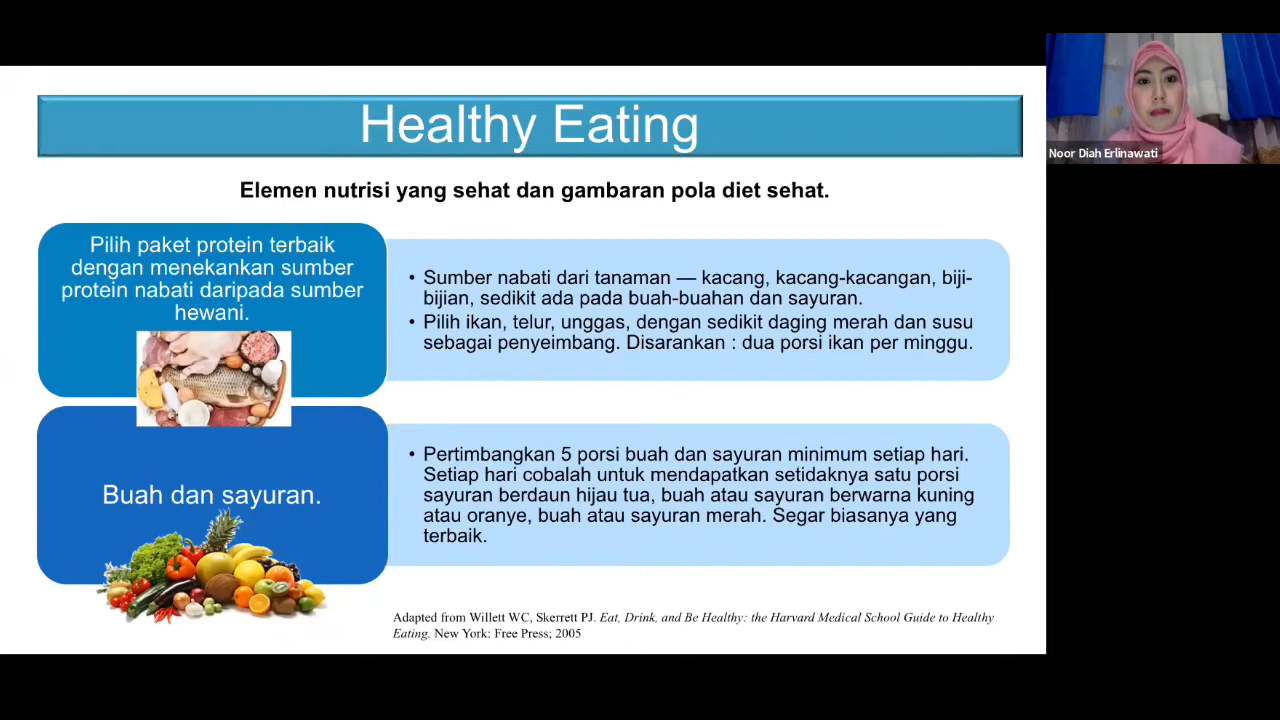 Healthy Eating
Noor Diah Erlinawati
Elemen nutrisi yang sehat dan gambaran pola diet sehat.
Pilih paket protein terbaik
dengan menekankan sumber
protein nabati daripada sumber
hewani.
• Sumber nabati dari tanaman — kacang, kacang-kacangan, biji-
bijian, sedikit ada pada buah-buahan dan sayuran.
• Pilih ikan, telur, unggas, dengan sedikit daging merah dan susu
sebagai penyeimbang. Disarankan : dua porsi ikan per minggu.
Buah dan sayuran.
• Pertimbangkan 5 porsi buah dan sayuran minimum setiap hari.
Setiap hari cobalah untuk mendapatkan setidaknya satu porsi
sayuran berdaun hijau tua, buah atau sayuran berwarna kuning
atau oranye, buah atau sayuran merah. Segar biasanya yang
terbaik.
Adapted from Willett WC, Skerrett PJ. Eat, Drink, and Be Healthy: the Harvard Medical School Guide to Healthy
Eating. New York: Free Press; 2005